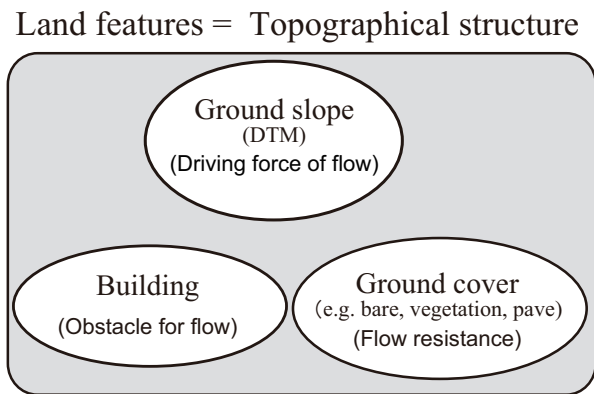 Land features = Topographical structure
Ground slope
(DTM)
(Driving force of flow)
Building
(Obstacle for flow)
Ground cover
(e.g. bare, vegetation, pave)
(Flow resistance)